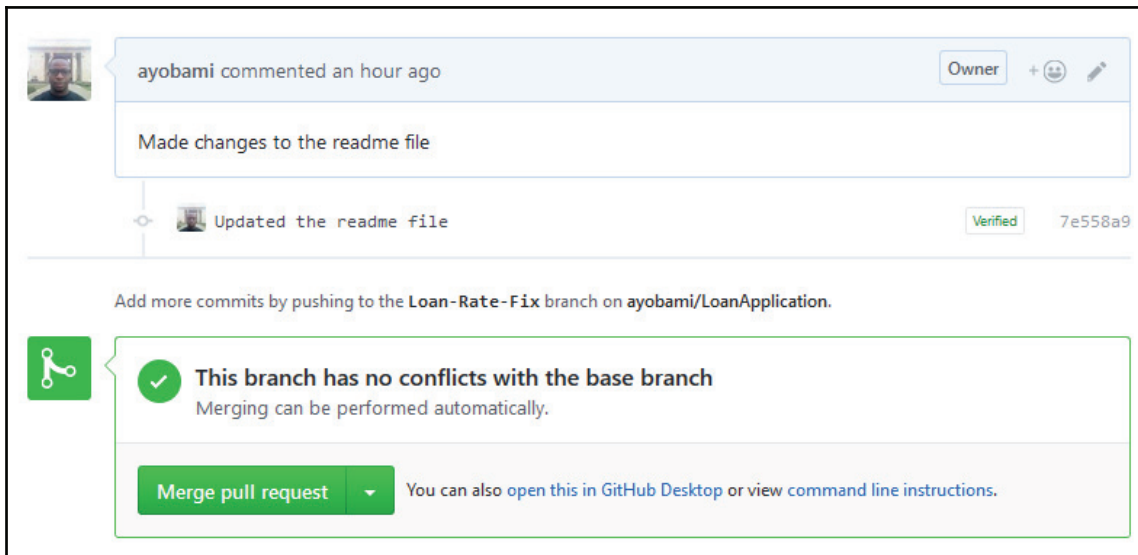 ayobami commented an hour ago
Owner
Made changes to the readme file
Updated the readme file
Verified
7e558a9
Add more commits by pushing to the Loan-Rate-Fix branch on ayobami/LoanApplication.
This branch has no conflicts with the base branch
Merging can be performed automatically.
Merge pull request
You can also open this in GitHub Desktop or view command line instructions.